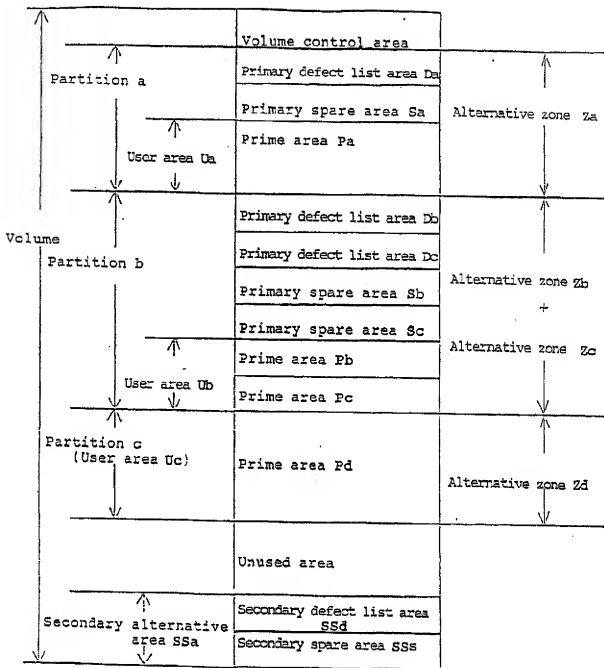 Volume control area
Primary defect list area Da
Partition a
Primary spare area Sa
Alternative zone Za
Prime area Pa
User area Ua
Primary defect list area Db
Volume
Primary defect list area Dc
Partition b
Alternative zone Zb
Primary spare area Sb
+
Primary spare area Sc
Alternative zone Zc
Prime area Pb
User area Ub
Prime area Pc
Partition c
(User area Uc)
Prime area Pd
Alternative zone Zd
Unused area
Secondary defect list area
SSd
Secondary alternative
area SSa
Secondary spare area SSs